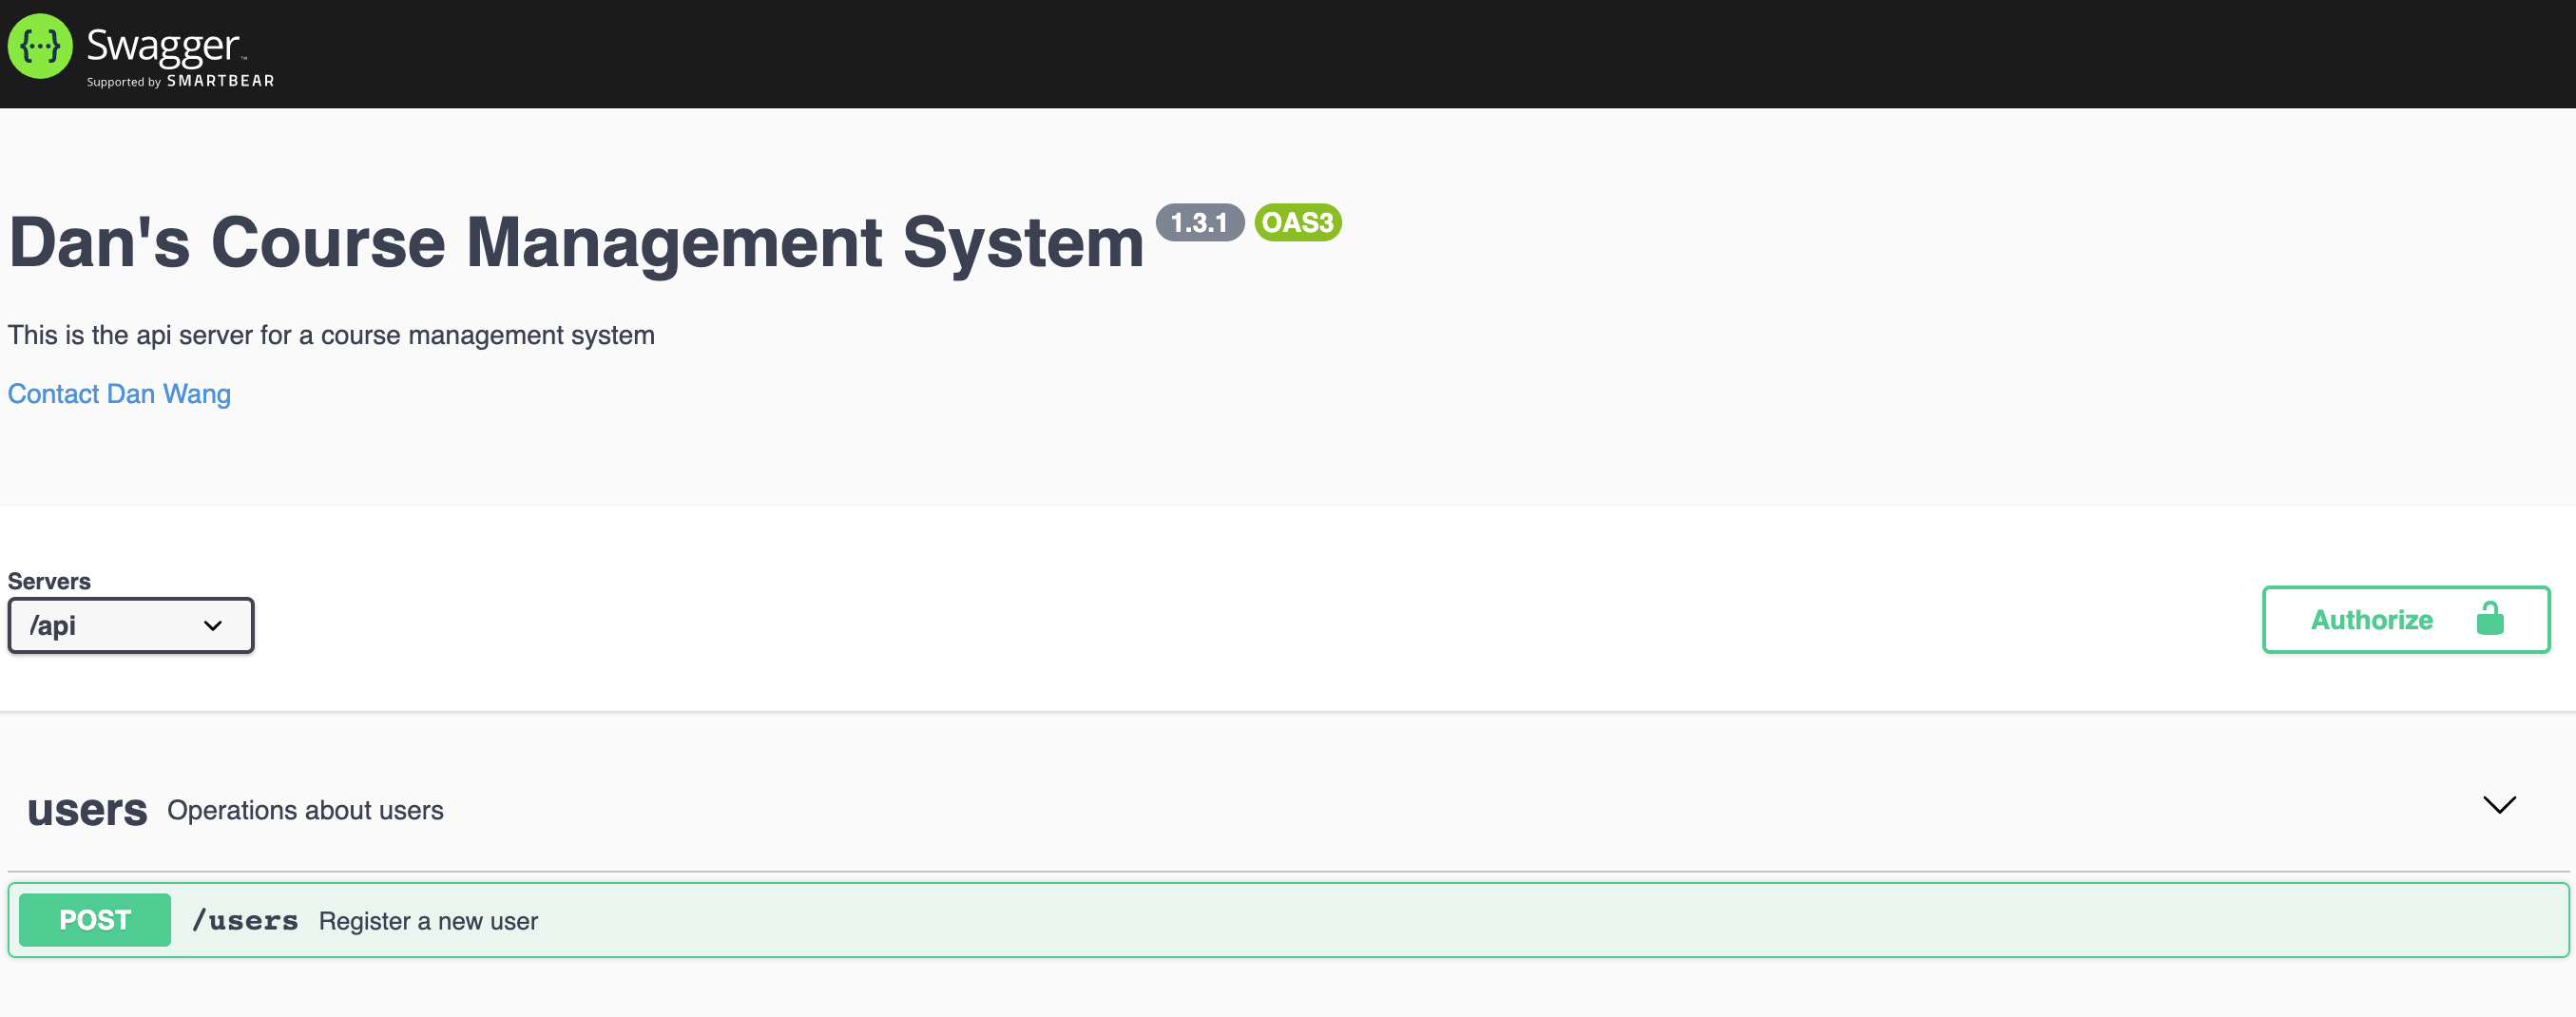 Swagger™
Supported by SMARTBEAR
Dan's Course Management System 1.3.1 OAS3
This is the api server for a course management system
Contact Dan Wang
Servers
/api
Authorize
users Operations about users
POST /users Register a new user